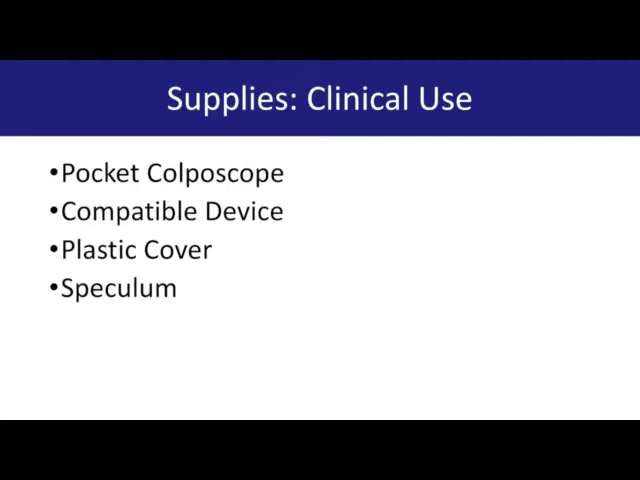 Supplies: Clinical Use
•Pocket Colposcope
•Compatible Device
•Plastic Cover
•Speculum